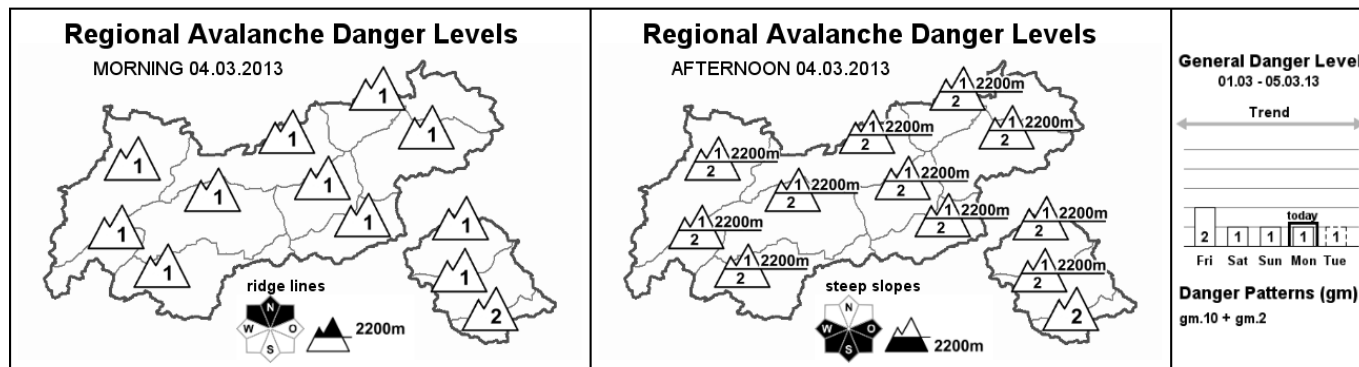 Regional Avalanche Danger Levels
MORNING 04.03.2013
1
1
1
1
1
1
1
1
1
1
1
2
ridge lines
N
W
O
S
2200m
Regional Avalanche Danger Levels
AFTERNOON 04.03.2013
1 2200m
2
1 2200m
2
1 2200m
2
1 2200m
2
1 2200m
2
1 2200m
2
1 2200m
2
1 2200m
2
1 2200m
2
1 2200m
2
1 2200m
2
2
steep slopes
N
W
O
S
2200m
General Danger Level
01.03 - 05.03.13
Trend
today
2 1 1 1 1
Fri Sat Sun Mon Tue
Danger Patterns (gm)
gm.10 + gm.2